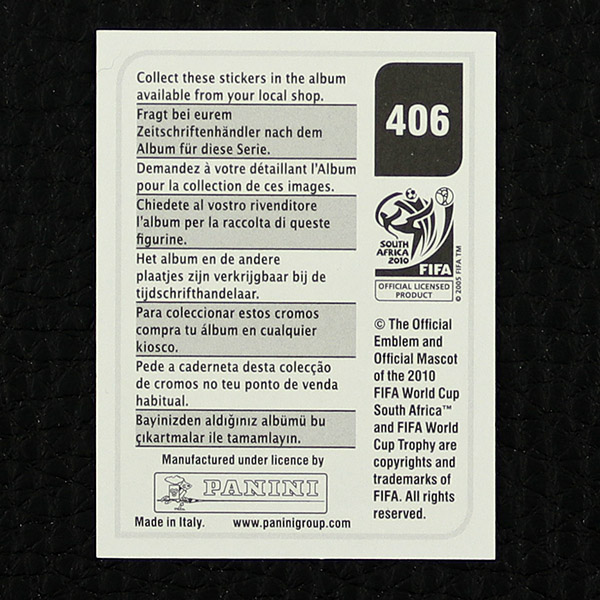 Collect these stickers in the album
available from your local shop.
Fragt bei eurem
Zeitschriftenhändler nach dem
Album für diese Serie.
Demandez à votre détaillant l'Album
pour la collection de ces images.
Chiedete al vostro rivenditore
l'album per la raccolta di queste
figurine.
Het album en de andere
plaatjes zijn verkrijgbaar bij de
tijdschrifthandelaar.
Para coleccionar estos cromos
compra tu álbum en cualquier
kiosco.
Pede a caderneta desta colecção
de cromos no teu ponto de venda
habitual.
Bayinizden aldığınız albümü bu
çıkartmalar ile tamamlayın.
Manufactured under licence by
PANINI
Made in Italy. www.paninigroup.com
406
SOUTH
AFRICA
2010
FIFA
OFFICIAL LICENSED
PRODUCT
© 2005 FIFA TM
© The Official
Emblem and
Official Mascot
of the 2010
FIFA World Cup
South Africa™
and FIFA World
Cup Trophy are
copyrights and
trademarks of
FIFA. All rights
reserved.